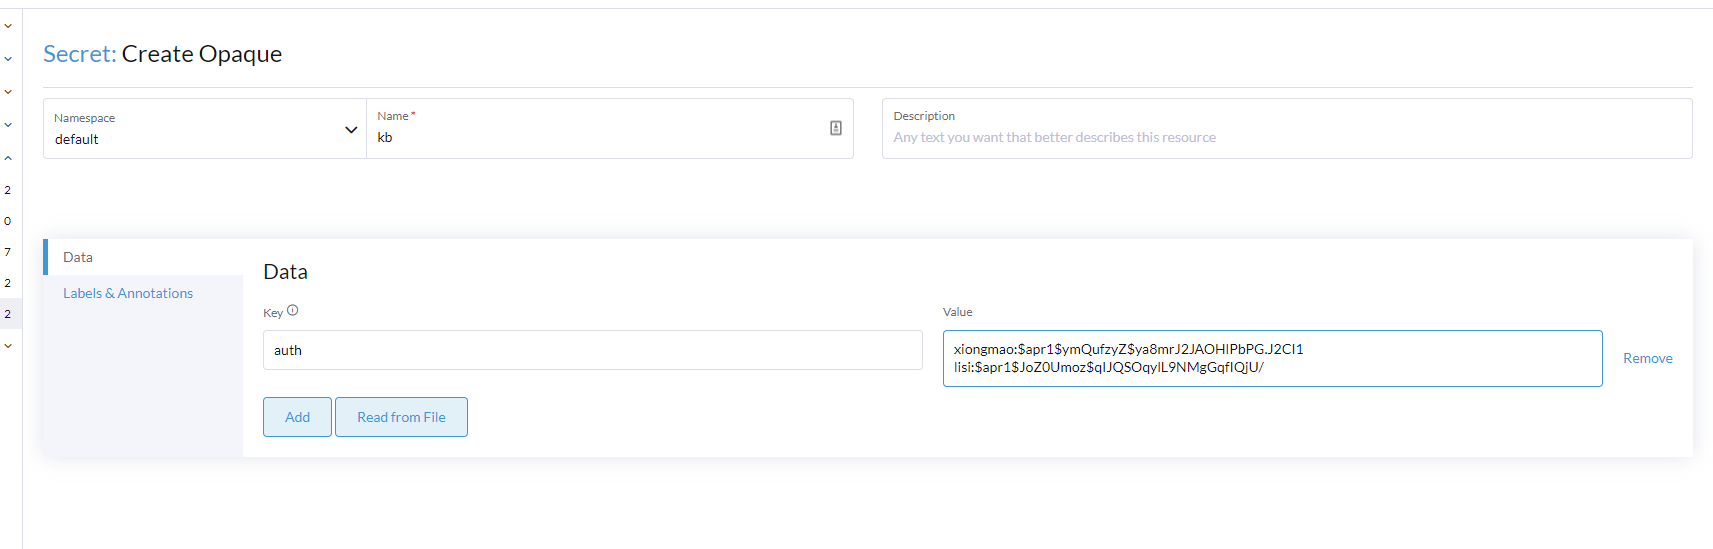 Secret: Create Opaque
Namespace
default
Name *
kb
Description
Any text you want that better describes this resource
2
0
7
2
2
Data
Labels & Annotations
Data
Key
Value
auth
xiongmao:$apr1$ymQufzyZ$ya8mrJ2JAOHIPbPG.J2CI1
lisi:$apr1$JoZ0Umoz$qIJQSOqylL9NMgGqfIQjU/
Remove
Add
Read from File